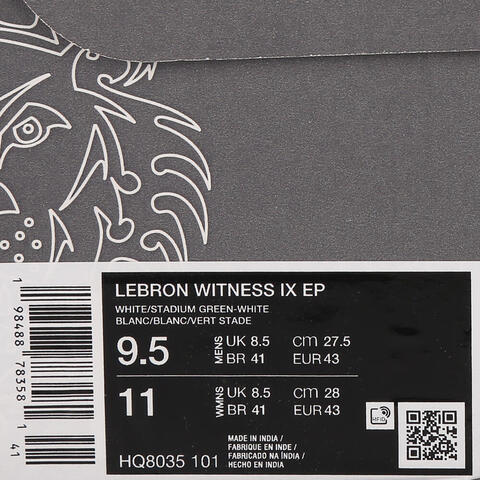 LEBRON WITNESS IX EP
WHITE/STADIUM GREEN-WHITE
BLANC/BLANC/VERT STADE
9.5 MENS UK 8.5 CM 27.5
BR 41 EUR 43
11 WMNS UK 8.5 CM 28
BR 41 EUR 43
RFID
MADE IN INDIA /
FABRIQUE EN INDE /
FABRICADO NA ÍNDIA /
HECHO EN INDIA
HQ8035 101
1 98488 78358 1 41